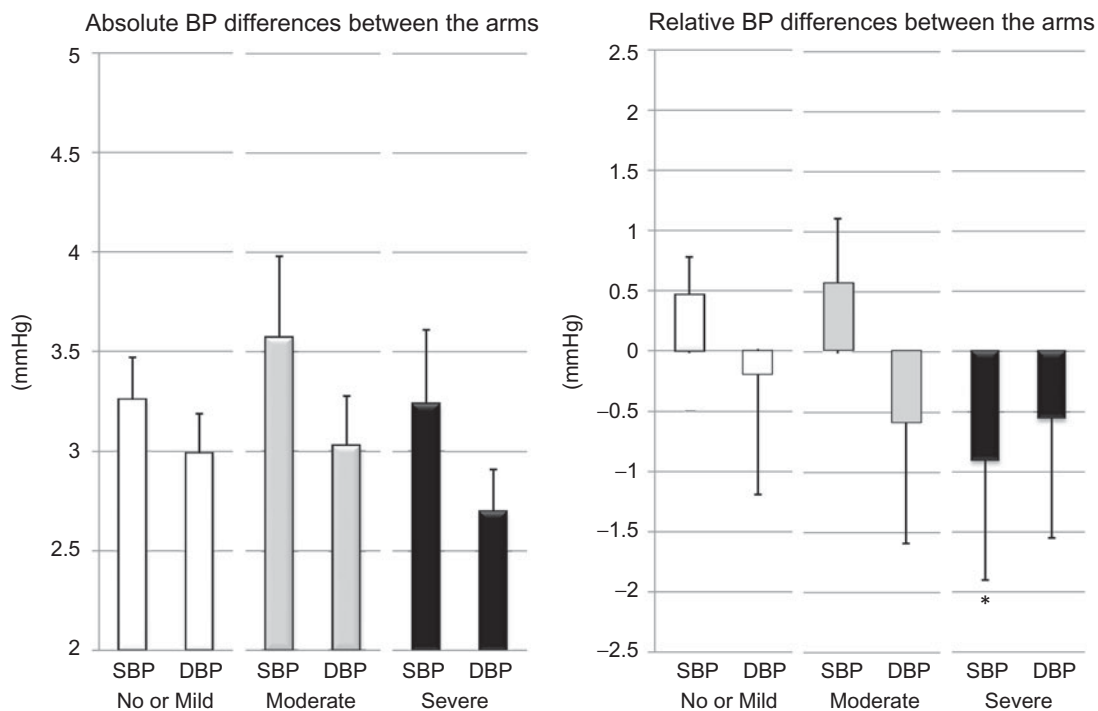 Absolute BP differences between the arms
5
4.5
4
3.5
3
2.5
2
(mmHg)
SBP DBP SBP DBP SBP DBP
No or Mild Moderate Severe
Relative BP differences between the arms
2.5
2
1.5
1
0.5
0
−0.5
−1
−1.5
−2
−2.5
(mmHg)
*
SBP DBP SBP DBP SBP DBP
No or Mild Moderate Severe